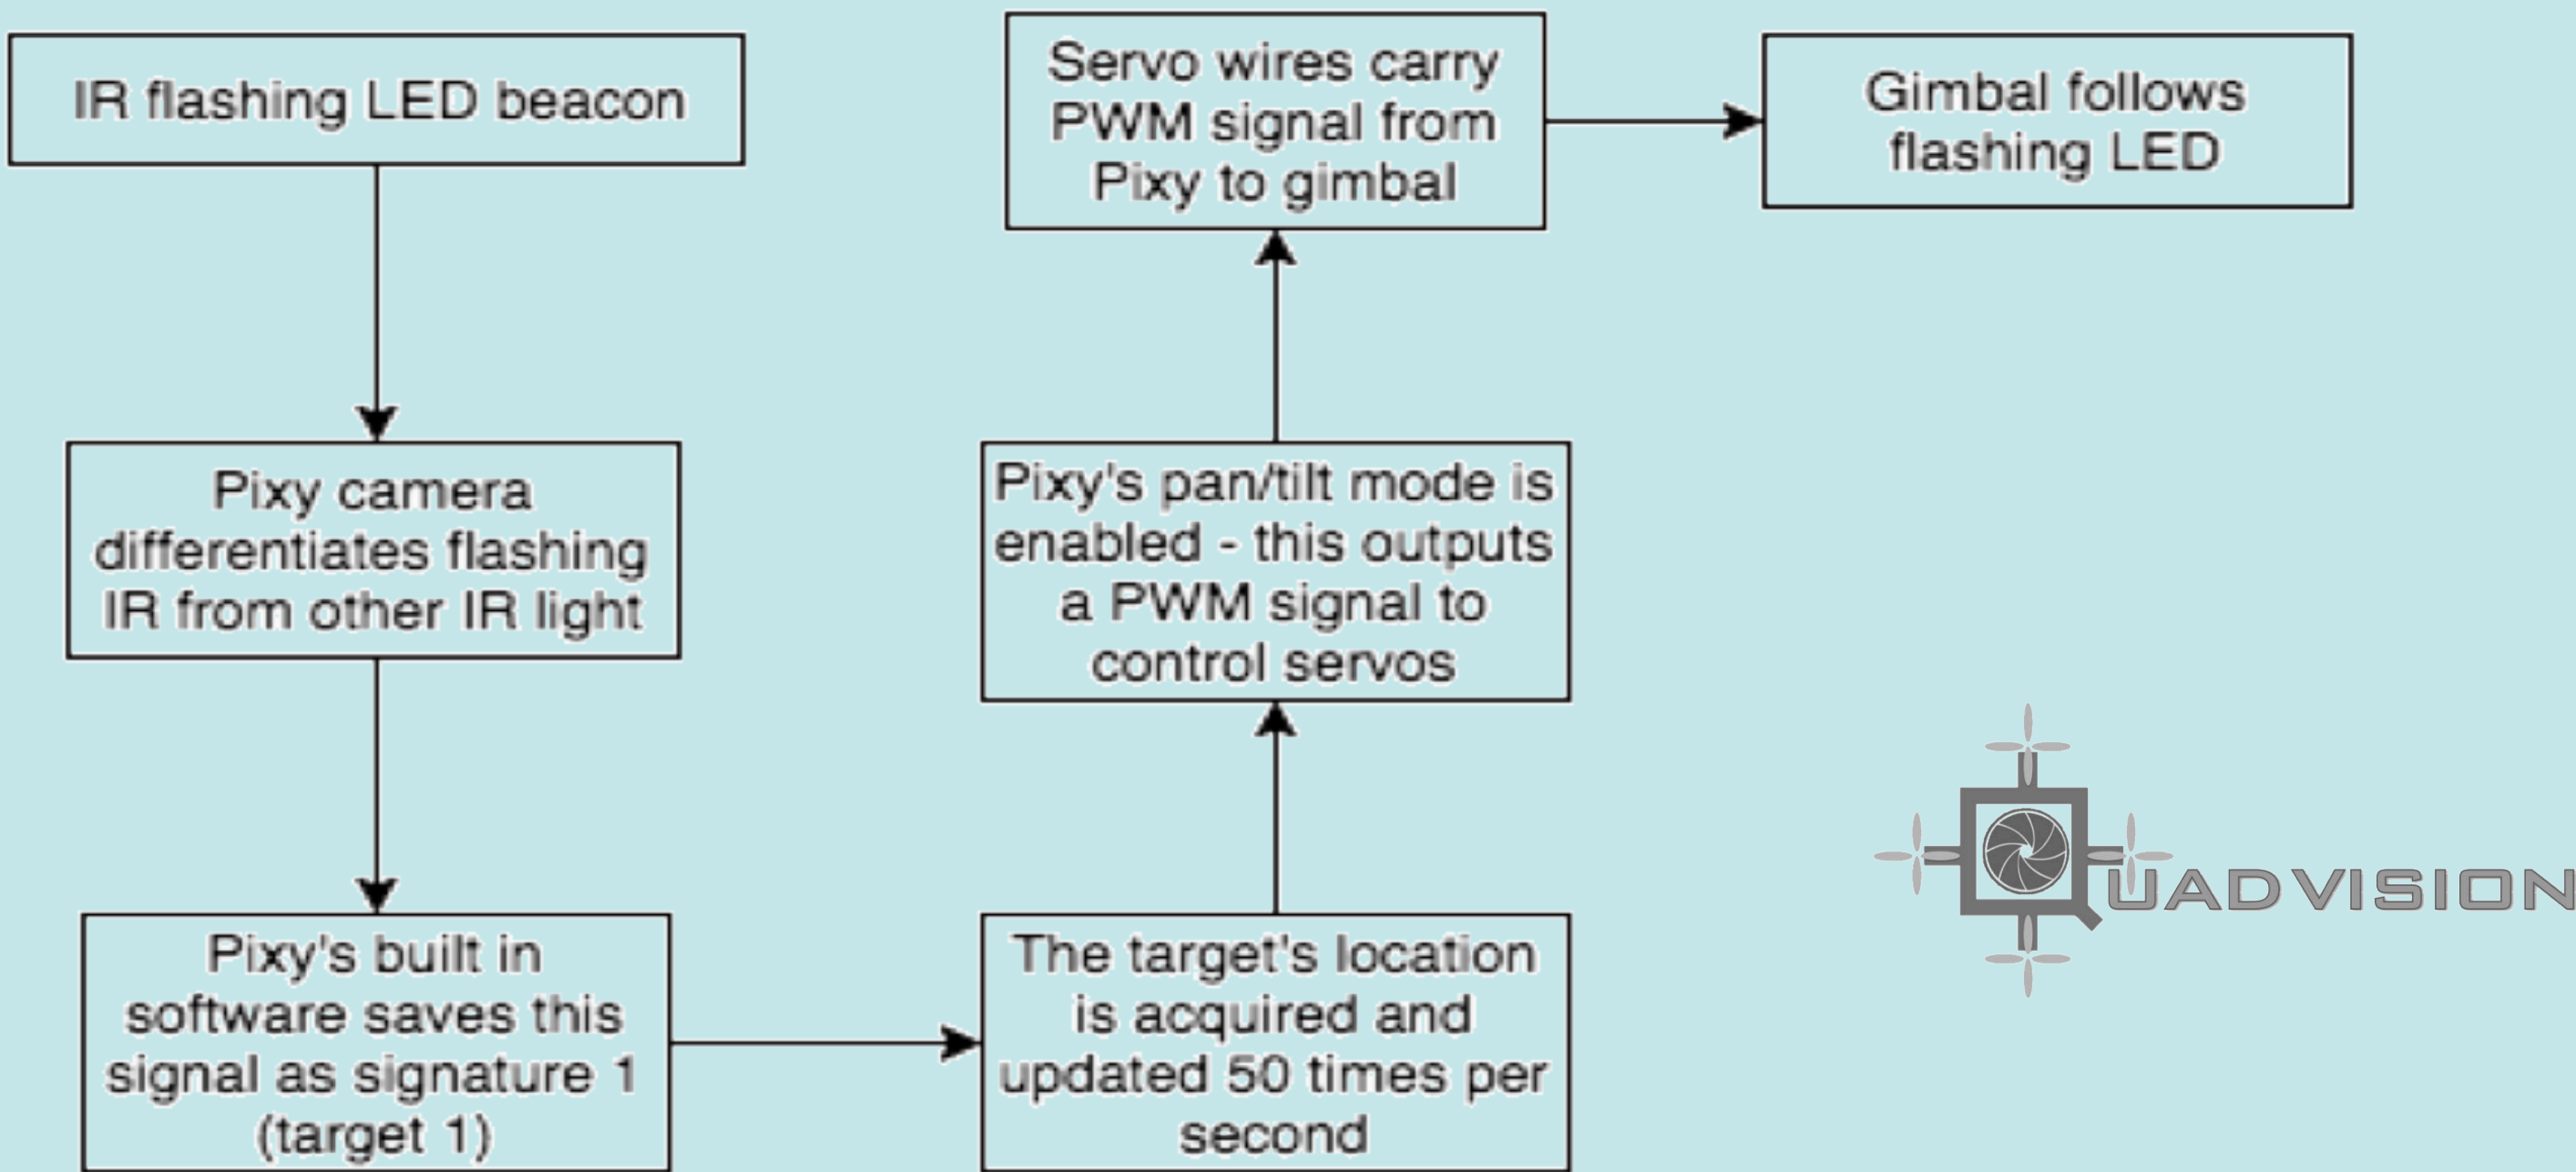 IR flashing LED beacon
Pixy camera
differentiates flashing
IR from other IR light
Pixy's built in
software saves this
signal as signature 1
(target 1)
The target's location
is acquired and
updated 50 times per
second
Pixy's pan/tilt mode is
enabled - this outputs
a PWM signal to
control servos
Servo wires carry
PWM signal from
Pixy to gimbal
Gimbal follows
flashing LED
QUADVISION